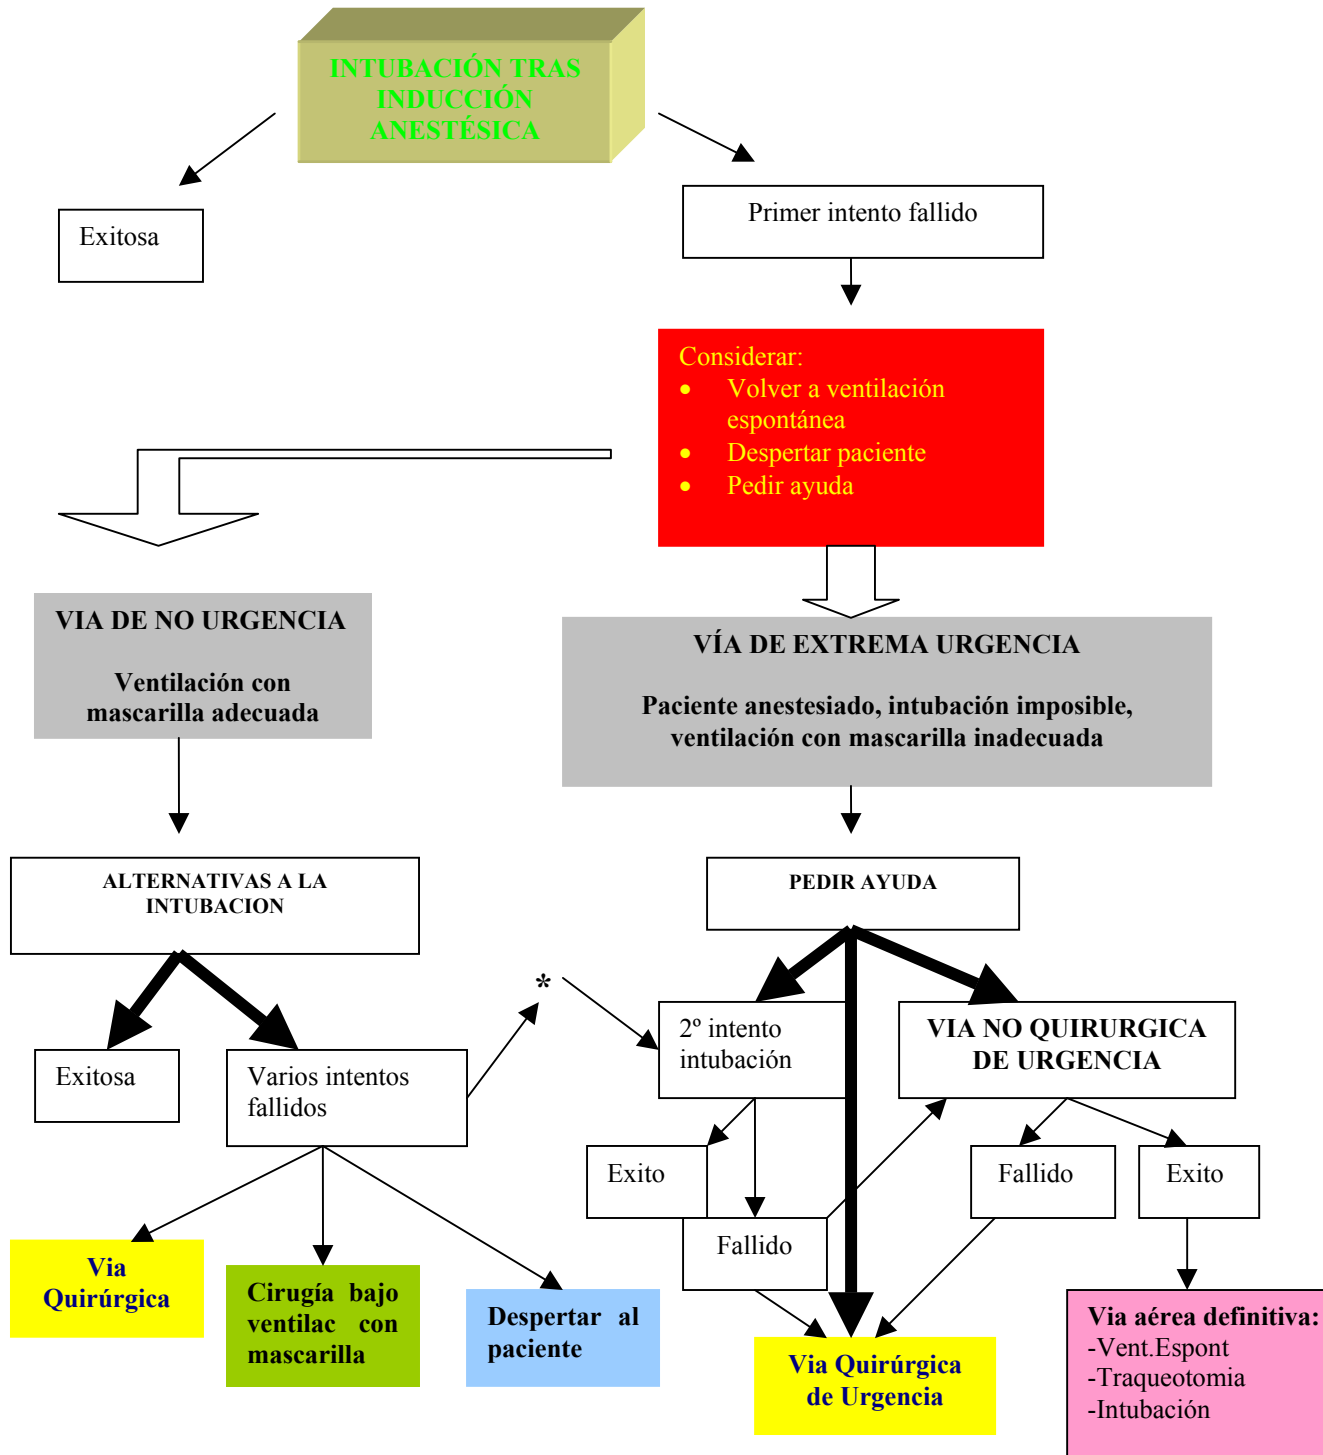 INTUBACIÓN TRAS
INDUCCIÓN
ANESTÉSICA
Exitosa
Primer intento fallido
Considerar:
• Volver a ventilación
espontánea
• Despertar paciente
• Pedir ayuda
VIA DE NO URGENCIA
Ventilación con
mascarilla adecuada
VÍA DE EXTREMA URGENCIA
Paciente anestesiado, intubación imposible,
ventilación con mascarilla inadecuada
ALTERNATIVAS A LA
INTUBACION
PEDIR AYUDA
*
Exitosa
Varios intentos
fallidos
2º intento
intubación
VIA NO QUIRURGICA
DE URGENCIA
Exito
Fallido
Fallido
Exito
Via
Quirúrgica
Cirugía bajo
ventilac con
mascarilla
Despertar al
paciente
Via Quirúrgica
de Urgencia
Via aérea definitiva:
-Vent.Espont
-Traqueotomia
-Intubación